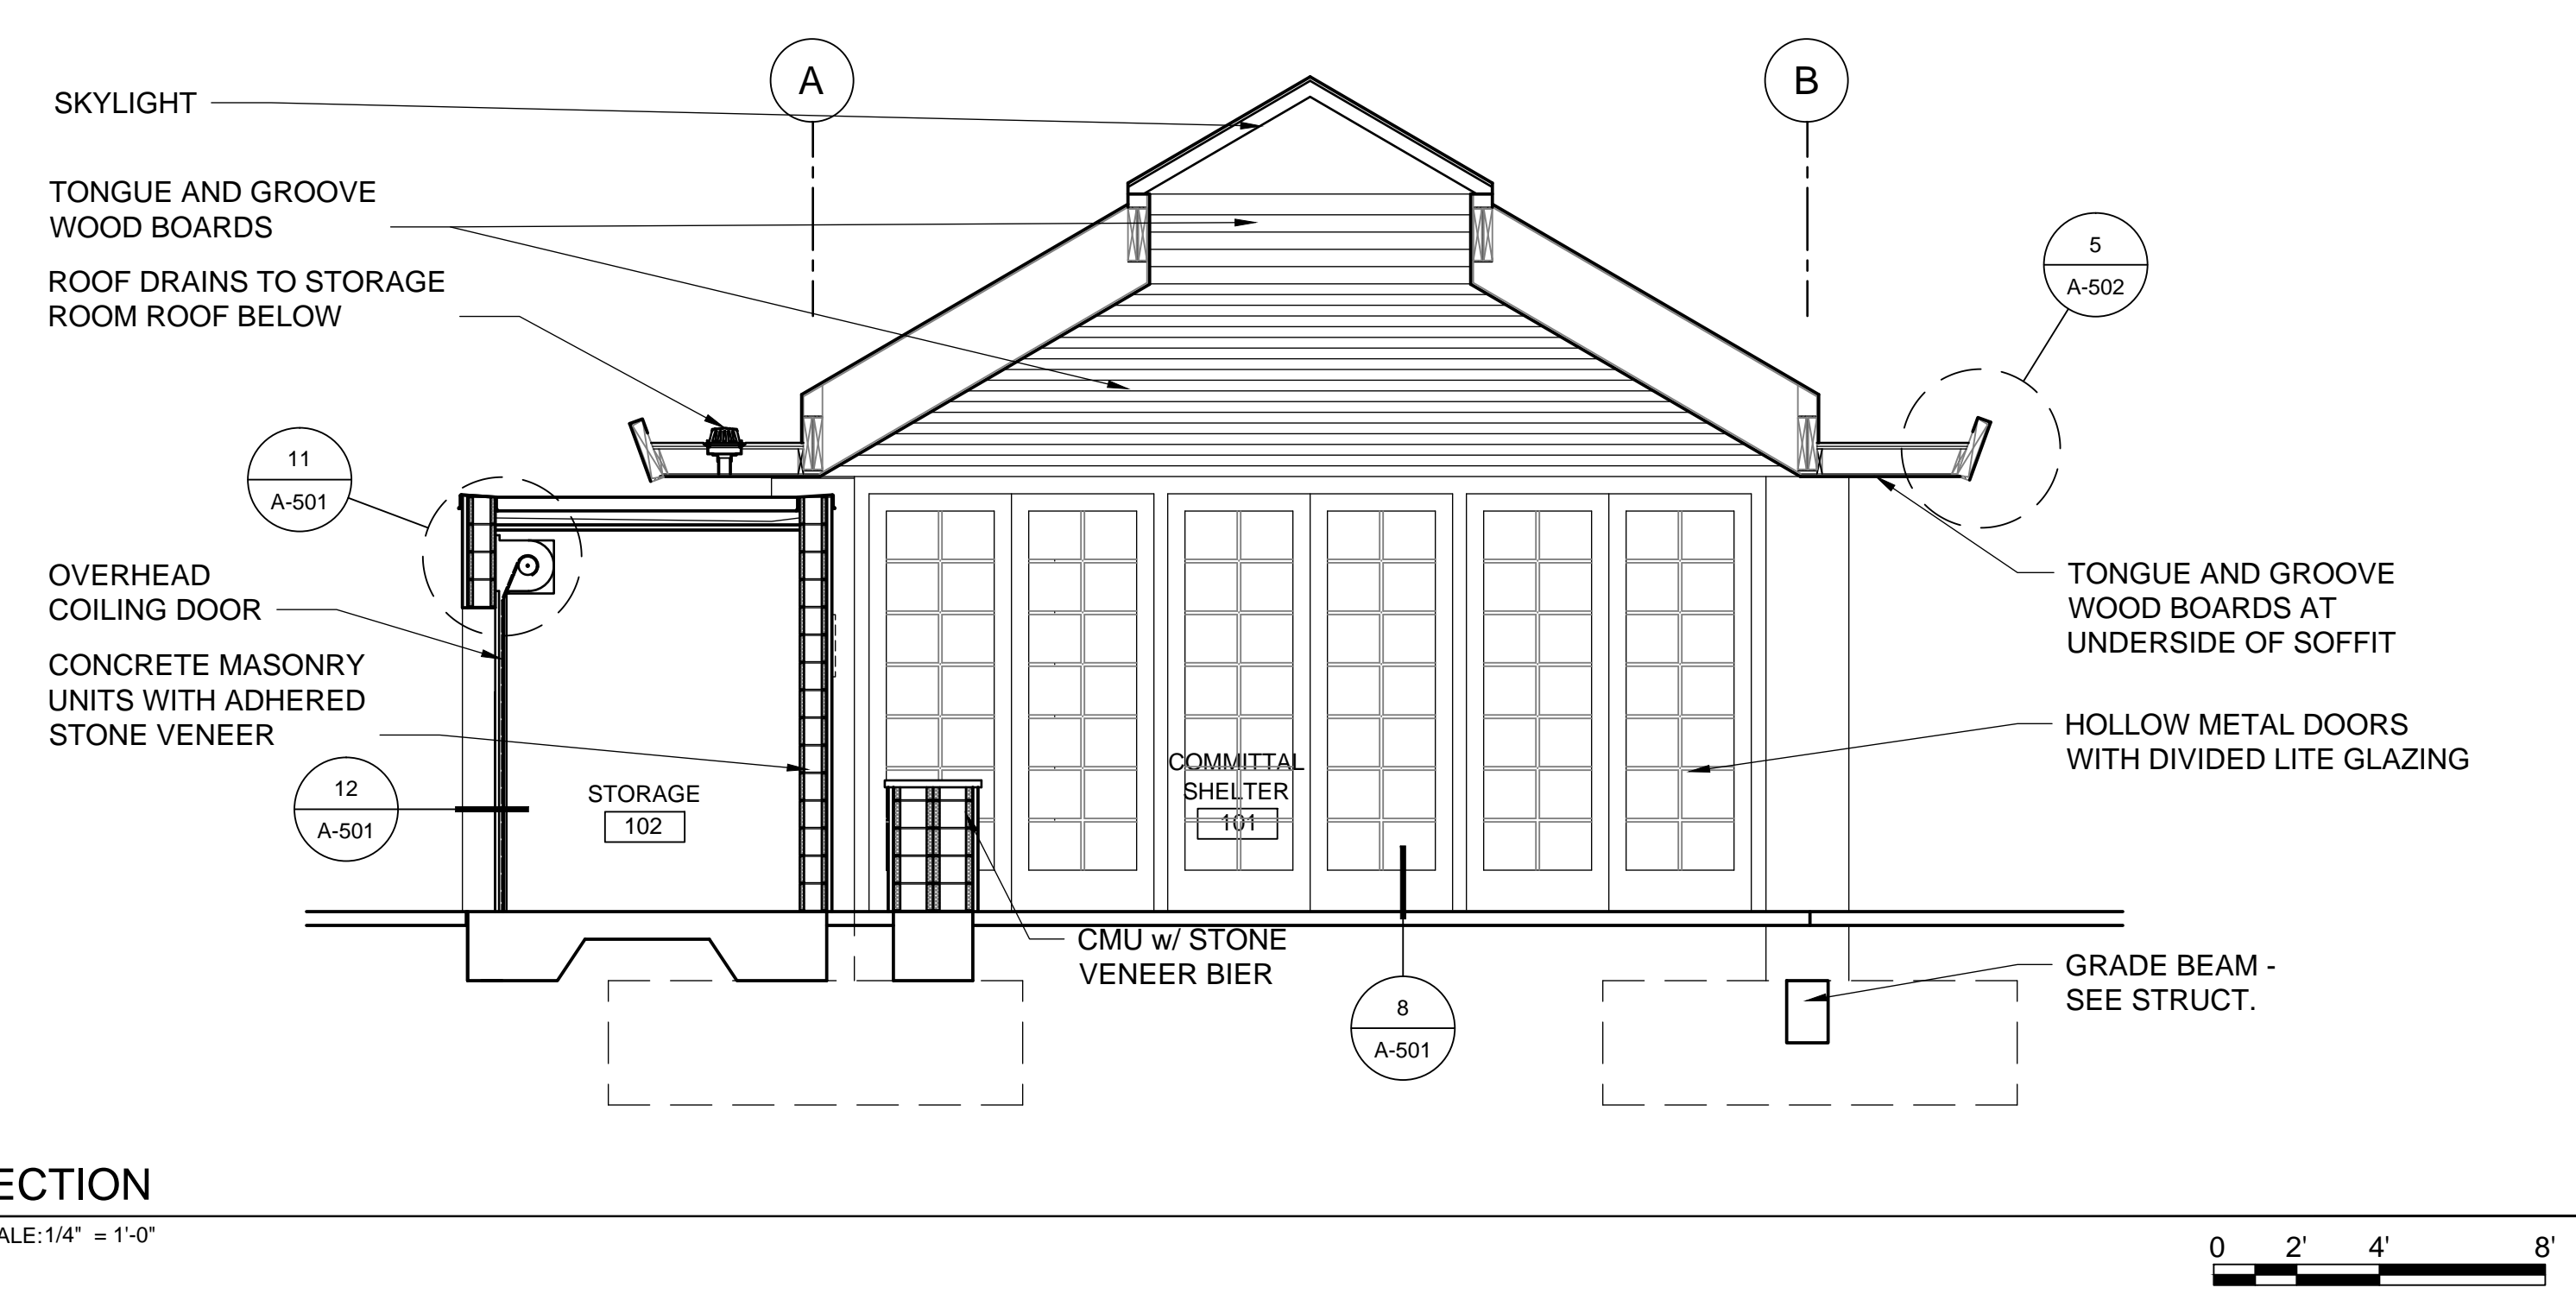 A
B
SKYLIGHT
TONGUE AND GROOVE
WOOD BOARDS
ROOF DRAINS TO STORAGE
ROOM ROOF BELOW
5
A-502
11
A-501
OVERHEAD
COILING DOOR
CONCRETE MASONRY
UNITS WITH ADHERED
STONE VENEER
12
A-501
STORAGE
102
COMMITTAL
SHELTER
101
TONGUE AND GROOVE
WOOD BOARDS AT
UNDERSIDE OF SOFFIT
HOLLOW METAL DOORS
WITH DIVIDED LITE GLAZING
CMU w/ STONE
VENEER BIER
8
A-501
GRADE BEAM -
SEE STRUCT.
ECTION
ALE: 1/4" = 1'-0"
0 2' 4' 8'